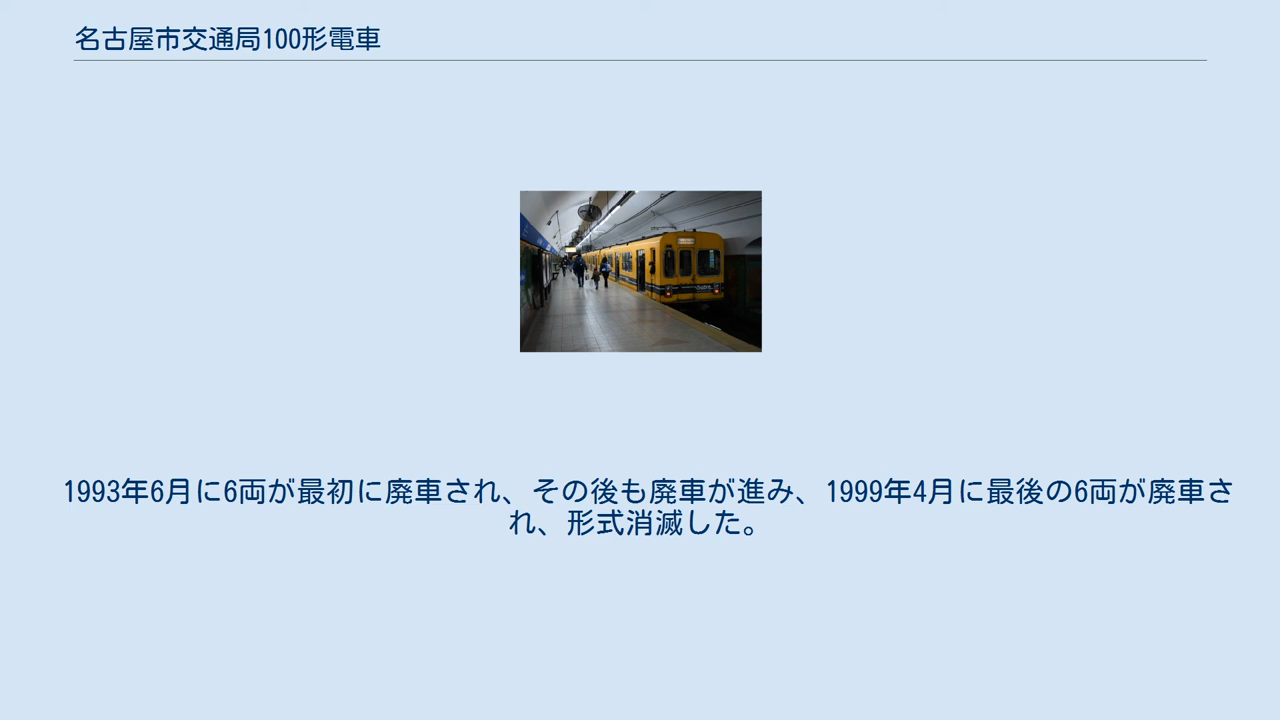 名古屋市交通局100形電車
1993年6月に6両が最初に廃車され、その後も廃車が進み、1999年4月に最後の6両が廃車さ
れ、形式消滅した。